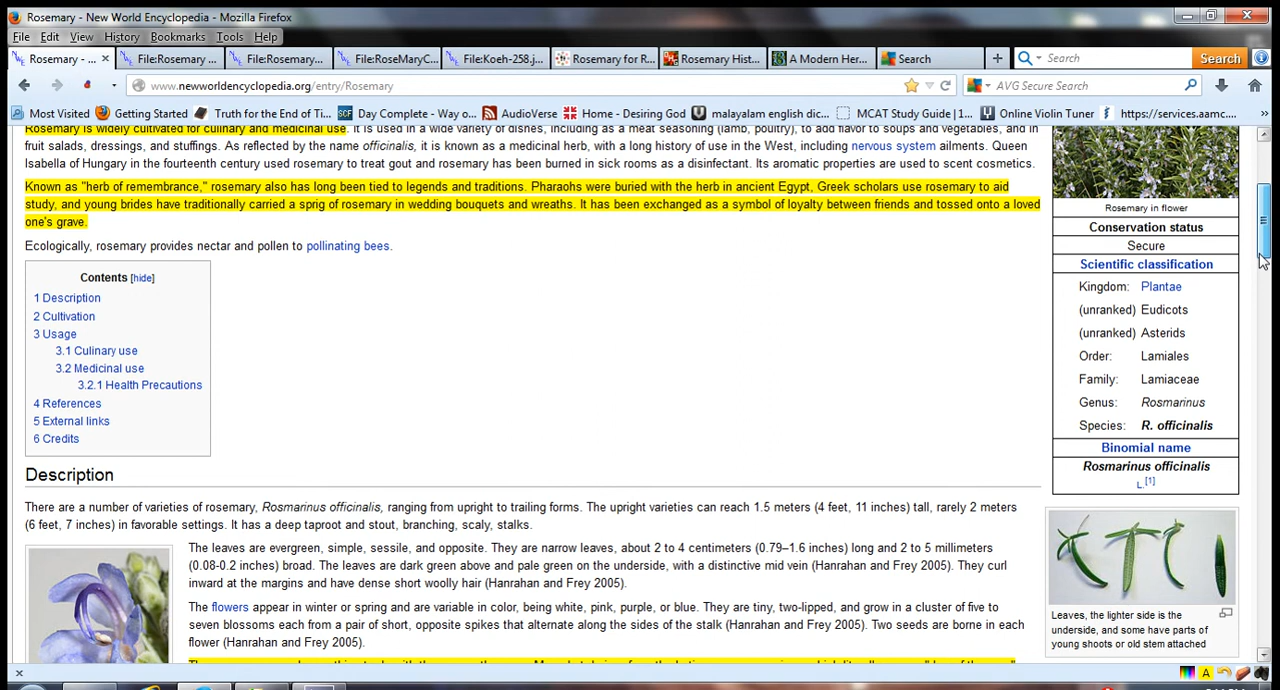 Rosemary - New World Encyclopedia - Mozilla Firefox
File Edit View History Bookmarks Tools Help
Rosemary - ... × File:Rosemary ... File:Rosemary... File:RoseMaryC... File:Koeh-258.j... Rosemary for R... Rosemary Hist... A Modern Her... Search + Search Search
www.newworldencyclopedia.org/entry/Rosemary AVG Secure Search
Most Visited Getting Started Truth for the End of Ti... Day Complete - Way o... AudioVerse Home - Desiring God malayalam english dic... MCAT Study Guide | 1... Online Violin Tuner https://services.aamc... »
Rosemary is widely cultivated for culinary and medicinal use. It is used in a wide variety of dishes, including as a meat seasoning (lamb, poultry), to add flavor to soups and vegetables, and in
fruit salads, dressings, and stuffings. As reflected by the name officinalis, it is known as a medicinal herb, with a long history of use in the West, including nervous system ailments. Queen
Isabella of Hungary in the fourteenth century used rosemary to treat gout and rosemary has been burned in sick rooms as a disinfectant. Its aromatic properties are used to scent cosmetics.
Known as "herb of remembrance," rosemary also has long been tied to legends and traditions. Pharaohs were buried with the herb in ancient Egypt, Greek scholars use rosemary to aid
study, and young brides have traditionally carried a sprig of rosemary in wedding bouquets and wreaths. It has been exchanged as a symbol of loyalty between friends and tossed onto a loved
one's grave.
Ecologically, rosemary provides nectar and pollen to pollinating bees.
Contents [hide]
1 Description
2 Cultivation
3 Usage
3.1 Culinary use
3.2 Medicinal use
3.2.1 Health Precautions
4 References
5 External links
6 Credits
Description
There are a number of varieties of rosemary, Rosmarinus officinalis, ranging from upright to trailing forms. The upright varieties can reach 1.5 meters (4 feet, 11 inches) tall, rarely 2 meters
(6 feet, 7 inches) in favorable settings. It has a deep taproot and stout, branching, scaly, stalks.
The leaves are evergreen, simple, sessile, and opposite. They are narrow leaves, about 2 to 4 centimeters (0.79–1.6 inches) long and 2 to 5 millimeters
(0.08-0.2 inches) broad. The leaves are dark green above and pale green on the underside, with a distinctive mid vein (Hanrahan and Frey 2005). They curl
inward at the margins and have dense short woolly hair (Hanrahan and Frey 2005).
The flowers appear in winter or spring and are variable in color, being white, pink, purple, or blue. They are tiny, two-lipped, and grow in a cluster of five to
seven blossoms each from a pair of short, opposite spikes that alternate along the sides of the stalk (Hanrahan and Frey 2005). Two seeds are borne in each
flower (Hanrahan and Frey 2005).
Rosemary in flower
Conservation status
Secure
Scientific classification
Kingdom: Plantae
(unranked) Eudicots
(unranked) Asterids
Order: Lamiales
Family: Lamiaceae
Genus: Rosmarinus
Species: R. officinalis
Binomial name
Rosmarinus officinalis
L.[1]
Leaves, the lighter side is the
underside, and some have parts of
young shoots or old stem attached